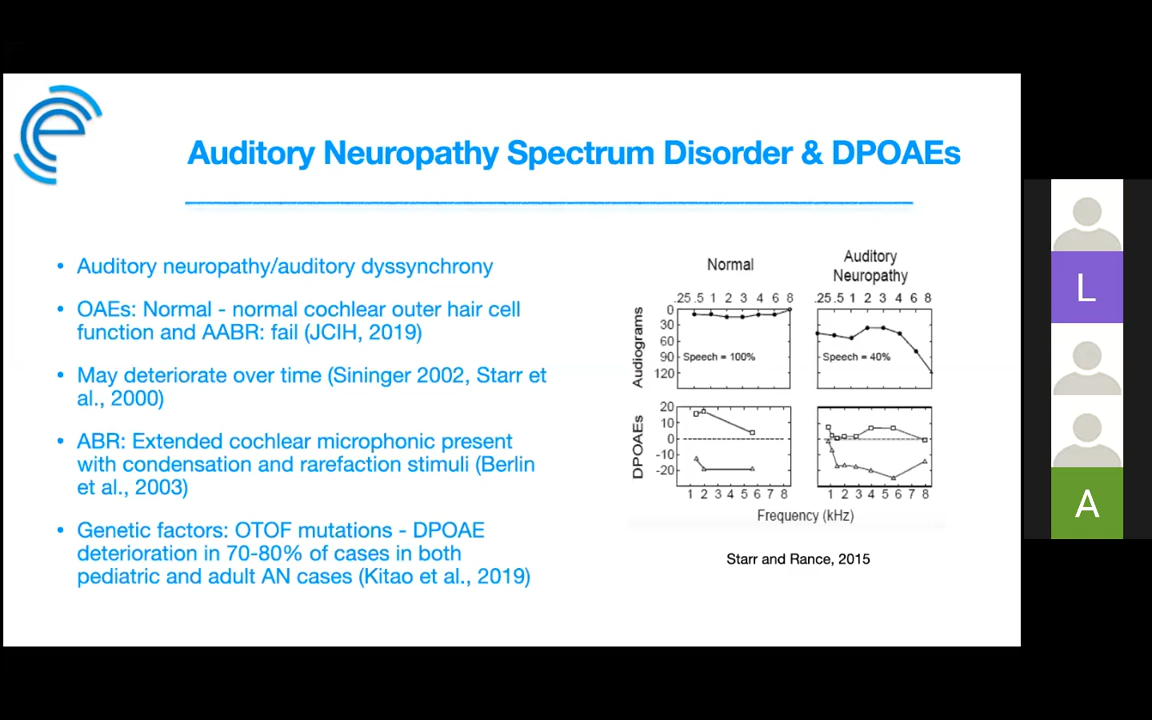 Auditory Neuropathy Spectrum Disorder & DPOAEs
• Auditory neuropathy/auditory dyssynchrony
• OAEs: Normal - normal cochlear outer hair cell
function and AABR: fail (JCIH, 2019)
• May deteriorate over time (Sininger 2002, Starr et
al., 2000)
• ABR: Extended cochlear microphonic present
with condensation and rarefaction stimuli (Berlin
et al., 2003)
• Genetic factors: OTOF mutations - DPOAE
deterioration in 70-80% of cases in both
pediatric and adult AN cases (Kitao et al., 2019)
Normal
Auditory
Neuropathy
.25 .5 1 2 3 4 6 8
.25 .5 1 2 3 4 6 8
Audiograms
0
30
60
90
120
Speech = 100%
Speech = 40%
DPOAEs
20
10
0
-10
-20
1 2 3 4 5 6 7 8
1 2 3 4 5 6 7 8
Frequency (kHz)
Starr and Rance, 2015
e
L
A